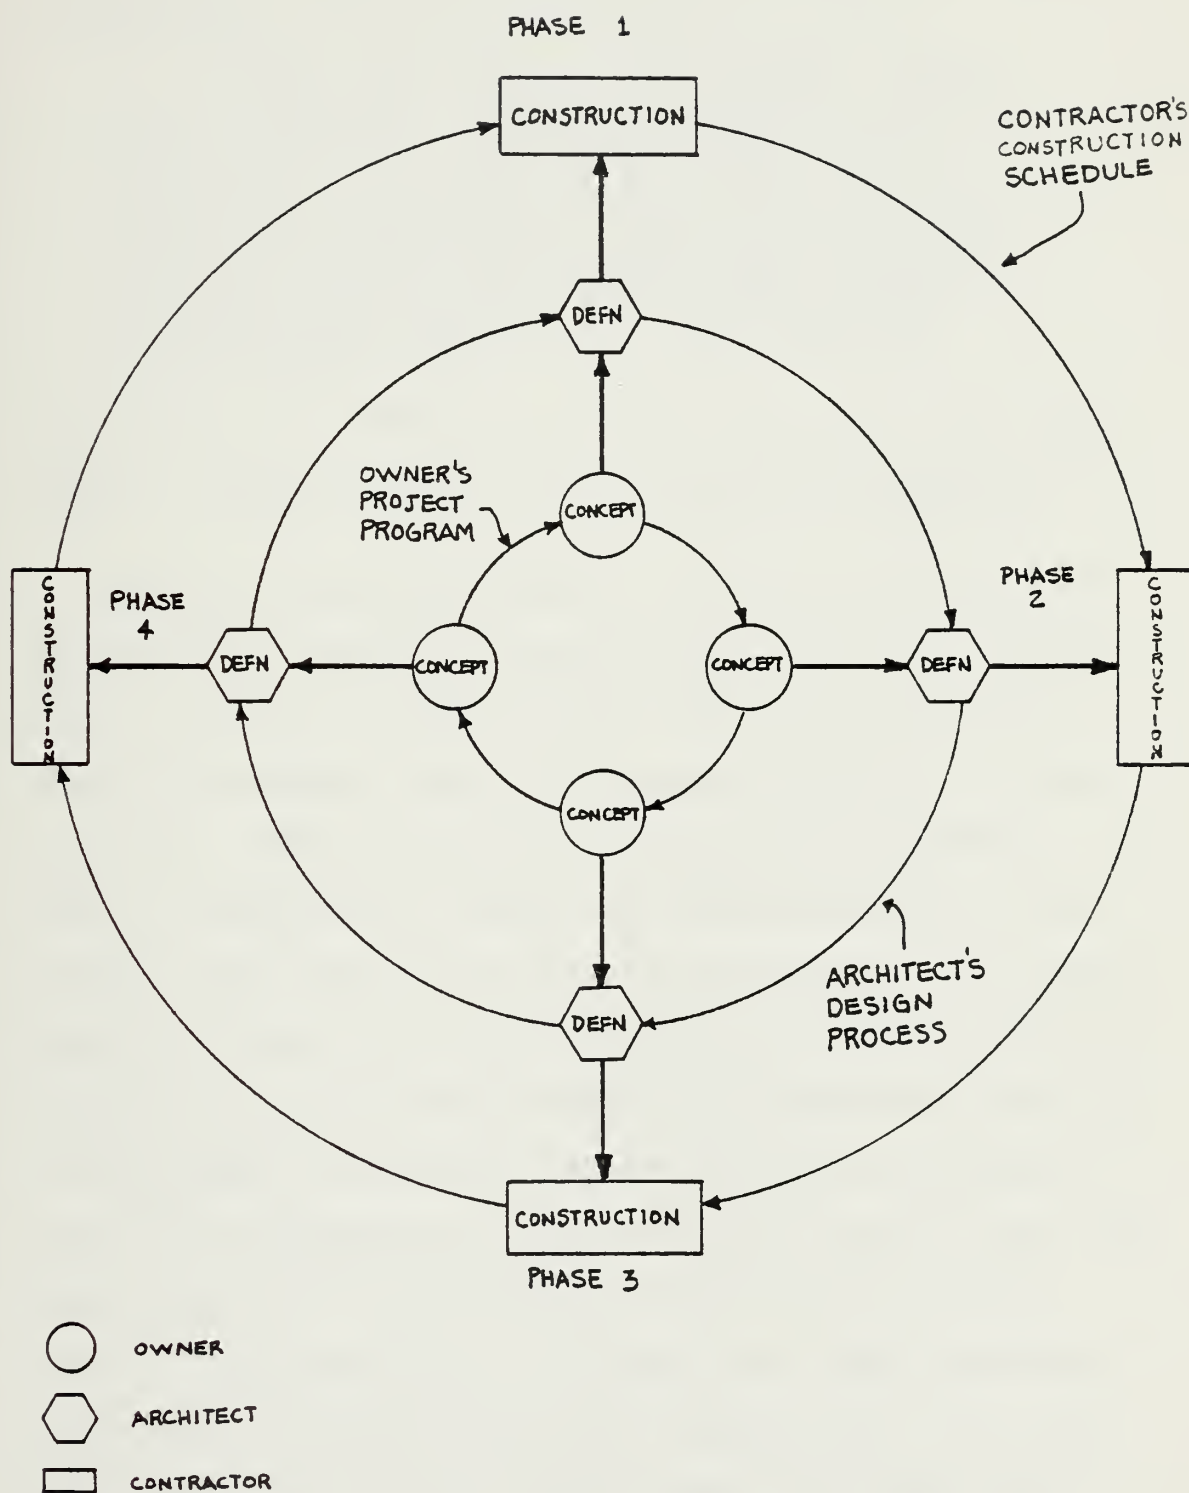 PHASE 1
CONSTRUCTION
CONTRACTOR'S
CONSTRUCTION
SCHEDULE
DEFN
OWNER'S
PROJECT
PROGRAM
CONCEPT
CONSTRUCTION
PHASE
4
DEFN
CONCEPT
CONCEPT
DEFN
PHASE
2
CONSTRUCTION
CONCEPT
ARCHITECT'S
DESIGN
PROCESS
DEFN
CONSTRUCTION
PHASE 3
OWNER
ARCHITECT
CONTRACTOR